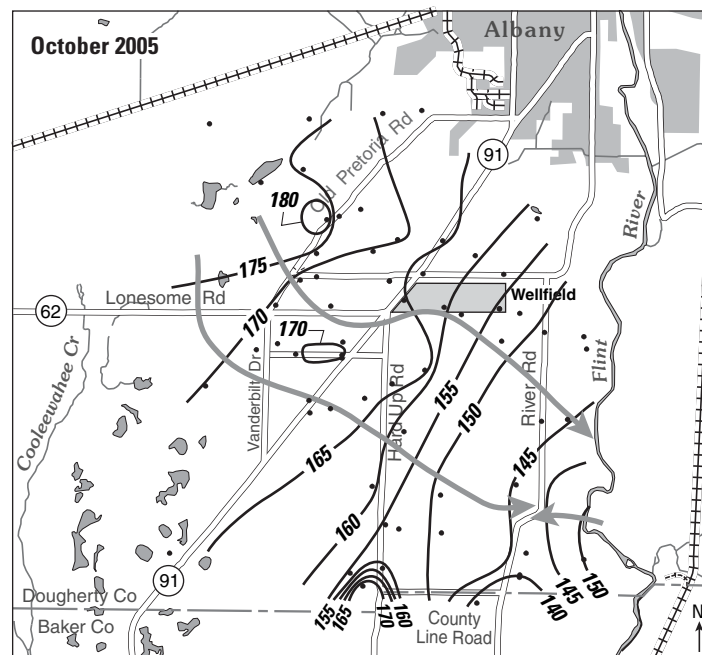 October 2005
Albany
91
Old Pretoria Rd
180
River
175
Wellfield
Lonesome Rd
62
170
170
Flint
Cooleewahee Cr
Vanderbilt Dr
Hard Up Rd
155
150
River Rd
165
145
160
91
Dougherty Co
Baker Co
155
165
170
160
County
Line Road
140
145
150
N